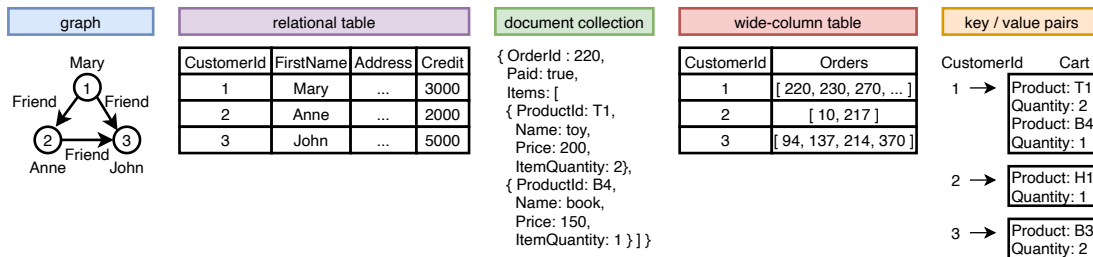 graph
Mary
1
Friend
Friend
2
Friend
3
Anne
John
relational table
CustomerId FirstName Address Credit
1 Mary ... 3000
2 Anne ... 2000
3 John ... 5000
document collection
{ OrderId : 220,
Paid: true,
Items: [
{ ProductId: T1,
Name: toy,
Price: 200,
ItemQuantity: 2},
{ ProductId: B4,
Name: book,
Price: 150,
ItemQuantity: 1 } ] }
wide-column table
CustomerId Orders
1 [ 220, 230, 270, ... ]
2 [ 10, 217 ]
3 [ 94, 137, 214, 370 ]
key / value pairs
CustomerId Cart
1 Product: T1
Quantity: 2
Product: B4
Quantity: 1
2 Product: H1
Quantity: 1
3 Product: B3
Quantity: 2